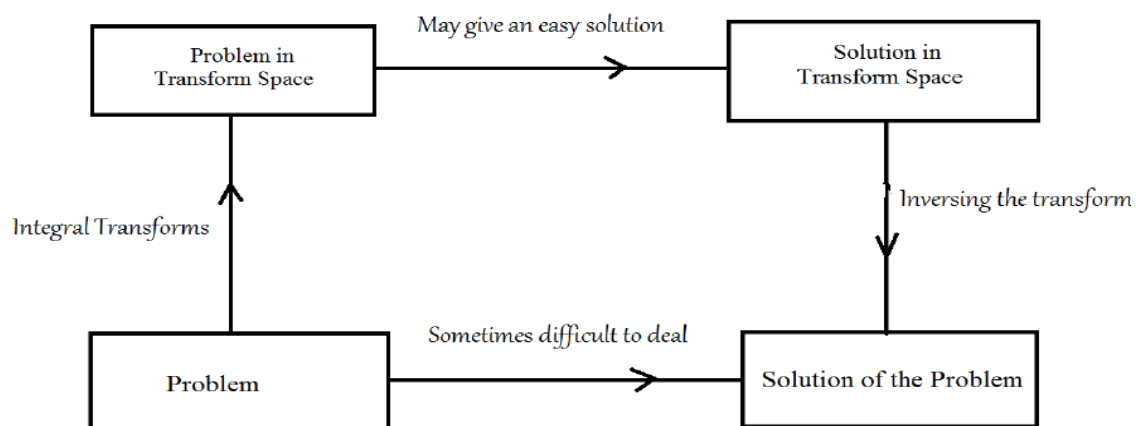 May give an easy solution
Problem in
Transform Space
Solution in
Transform Space
Integral Transforms
Inversing the transform
Sometimes difficult to deal
Problem
Solution of the Problem